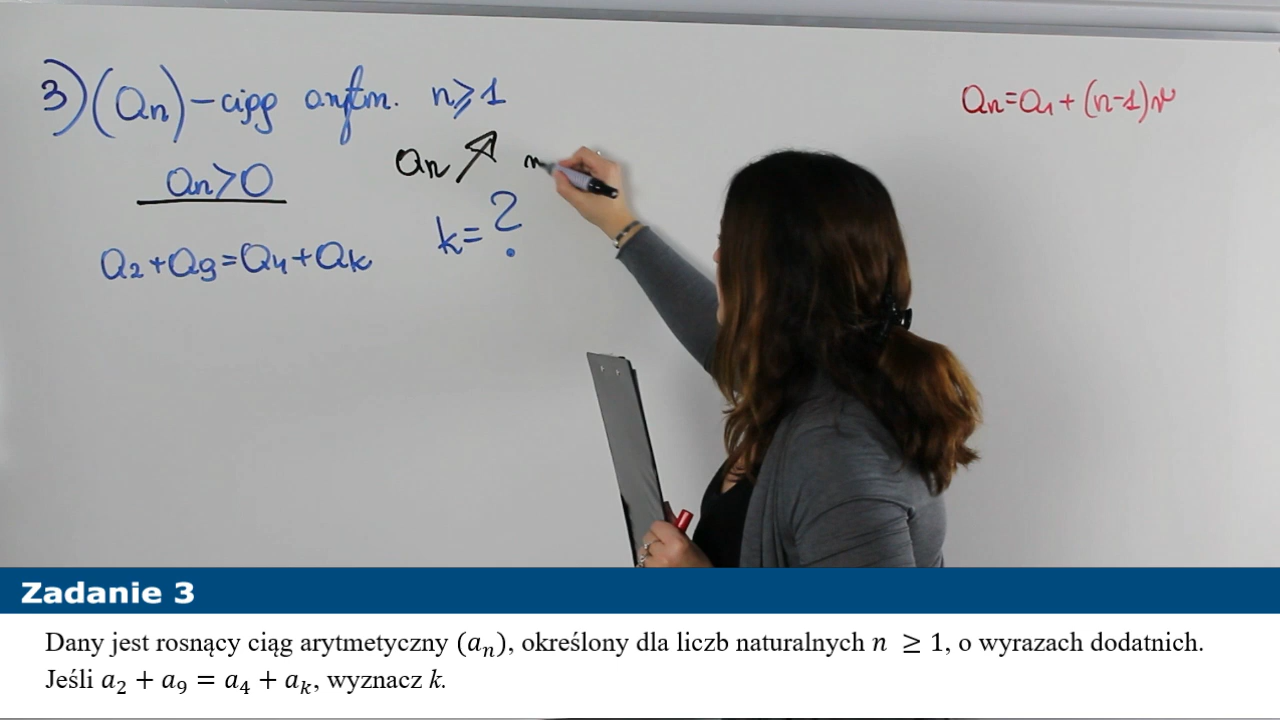 3) (an) – ciąg arytm. n⩾1
an = a1 + (n-1)r
an>0
an ↗
a2+a9=a4+ak
k=?
Zadanie 3
Dany jest rosnący ciąg arytmetyczny (aₙ), określony dla liczb naturalnych n ≥ 1, o wyrazach dodatnich.
Jeśli a₂ + a₉ = a₄ + aₖ, wyznacz k.